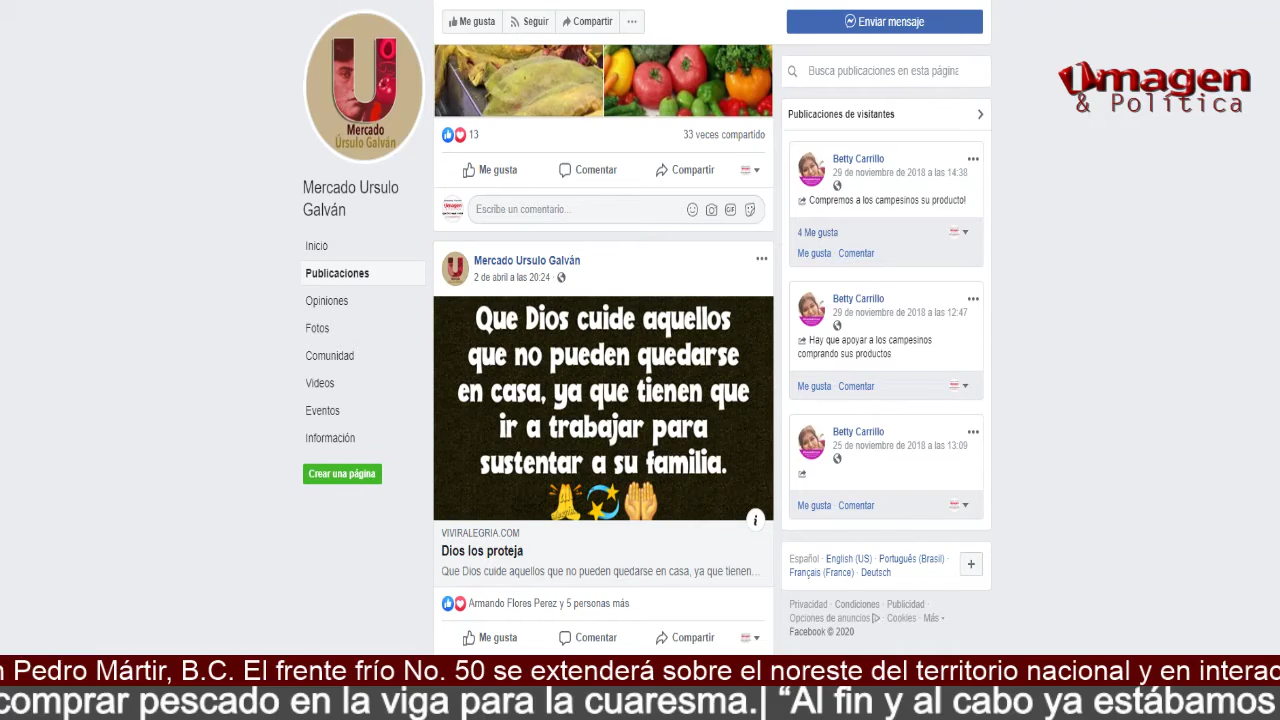 Me gusta
Seguir
Compartir
Enviar mensaje
U
Mercado
Úrsulo Galván
Mercado Ursulo
Galván
Inicio
Publicaciones
Opiniones
Fotos
Comunidad
Videos
Eventos
Información
Crear una página
13
33 veces compartido
Me gusta
Comentar
Compartir
Escribe un comentario...
GIF
Mercado Ursulo Galván
2 de abril a las 20:24 ·
Que Dios cuide aquellos
que no pueden quedarse
en casa, ya que tienen que
ir a trabajar para
sustentar a su familia.
i
VIVIRALEGRIA.COM
Dios los proteja
Que Dios cuide aquellos que no pueden quedarse en casa, ya que tienen...
Armando Flores Perez y 5 personas más
Me gusta
Comentar
Compartir
Busca publicaciones en esta página
Publicaciones de visitantes
Betty Carrillo
29 de noviembre de 2018 a las 14:38
Compremos a los campesinos su producto!
4 Me gusta
Me gusta · Comentar
Betty Carrillo
29 de noviembre de 2018 a las 12:47
Hay que apoyar a los campesinos
comprando sus productos
Me gusta · Comentar
Betty Carrillo
25 de noviembre de 2018 a las 13:09
Me gusta · Comentar
Español · English (US) · Português (Brasil) ·
Français (France) · Deutsch
+
Privacidad · Condiciones · Publicidad ·
Opciones de anuncios · Cookies · Más
Facebook © 2020
Umagen
& Política
n Pedro Mártir, B.C. El frente frío No. 50 se extenderá sobre el noreste del territorio nacional y en interac
comprar pescado en la viga para la cuaresma.| “Al fin y al cabo ya estábamos